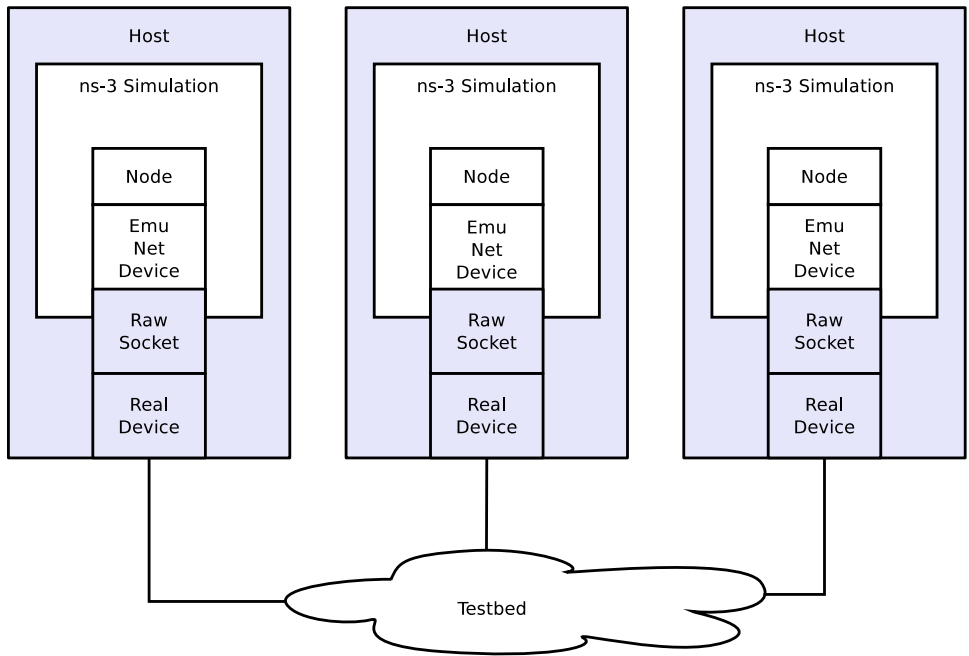 Host
ns-3 Simulation
Node
Emu
Net
Device
Raw
Socket
Real
Device
Host
ns-3 Simulation
Node
Emu
Net
Device
Raw
Socket
Real
Device
Host
ns-3 Simulation
Node
Emu
Net
Device
Raw
Socket
Real
Device
Testbed